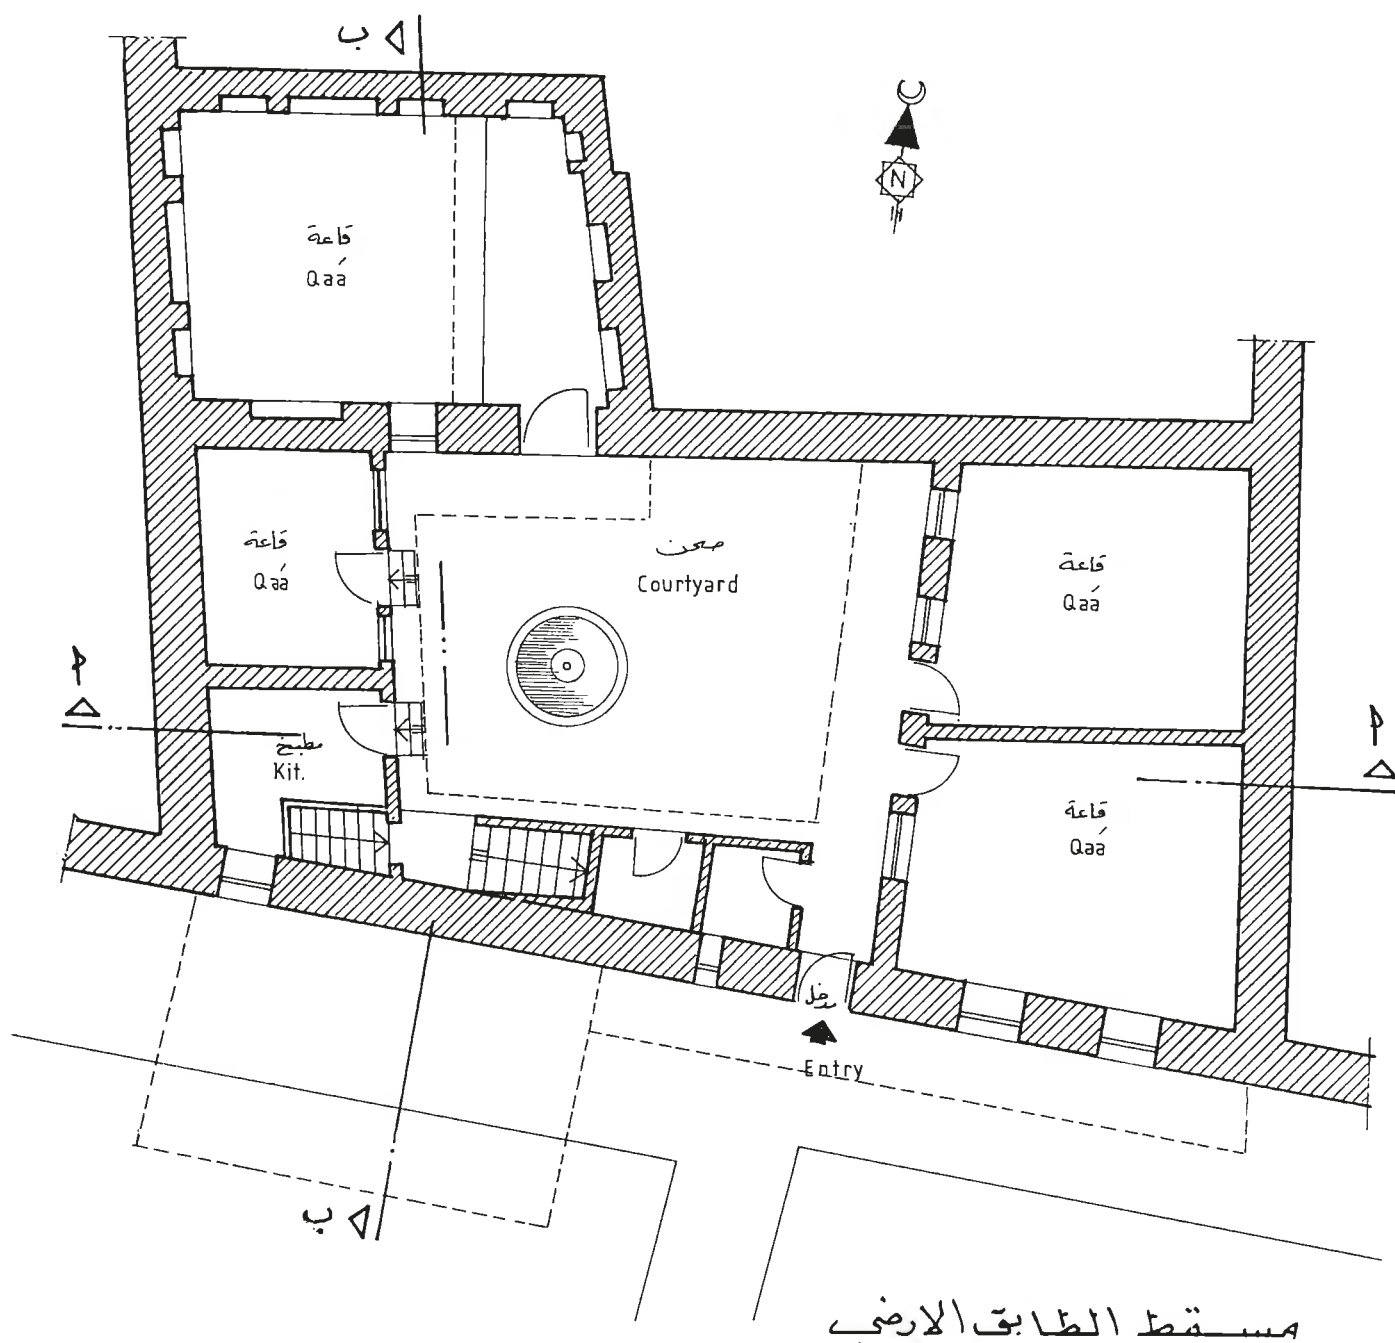 ب
N
قاعة
Qaá
صحن
Courtyard
قاعة
Qaá
قاعة
Qaá
أ
أ
مطبخ
Kit.
قاعة
Qaá
مدخل
Entry
ب
مسقط الطابق الارضي